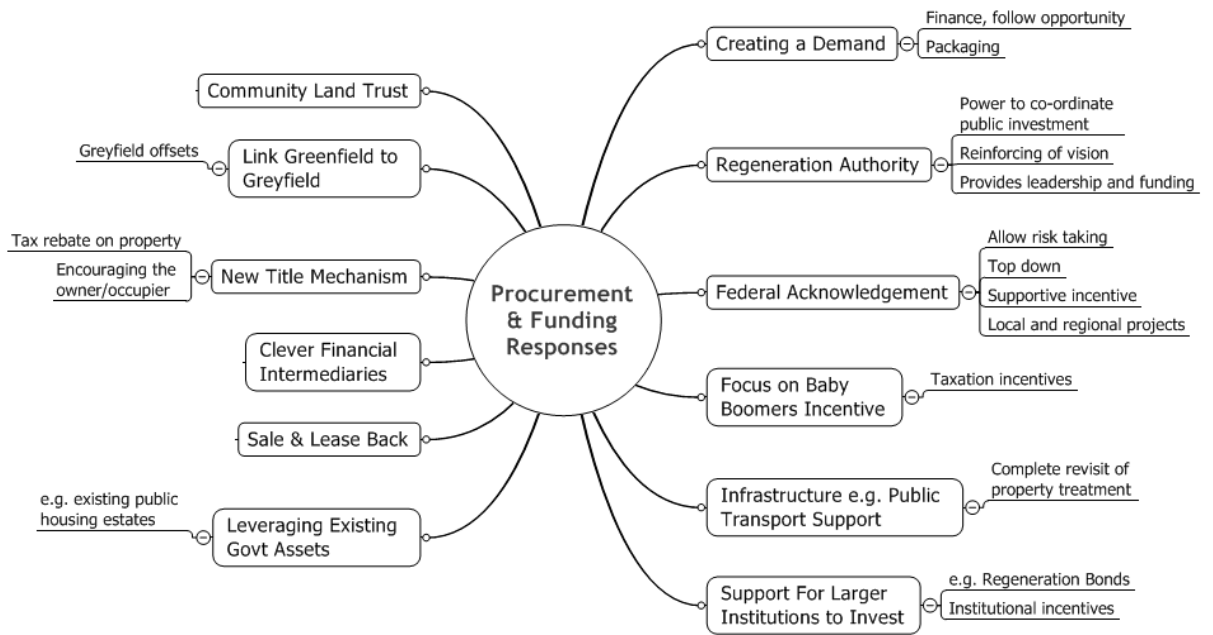 Procurement
& Funding
Responses
Creating a Demand
Finance, follow opportunity
Packaging
Regeneration Authority
Power to co-ordinate
public investment
Reinforcing of vision
Provides leadership and funding
Federal Acknowledgement
Allow risk taking
Top down
Supportive incentive
Local and regional projects
Focus on Baby
Boomers Incentive
Taxation incentives
Infrastructure e.g. Public
Transport Support
Complete revisit of
property treatment
Support For Larger
Institutions to Invest
e.g. Regeneration Bonds
Institutional incentives
Community Land Trust
Link Greenfield to
Greyfield
Greyfield offsets
New Title Mechanism
Tax rebate on property
Encouraging the
owner/occupier
Clever Financial
Intermediaries
Sale & Lease Back
Leveraging Existing
Govt Assets
e.g. existing public
housing estates